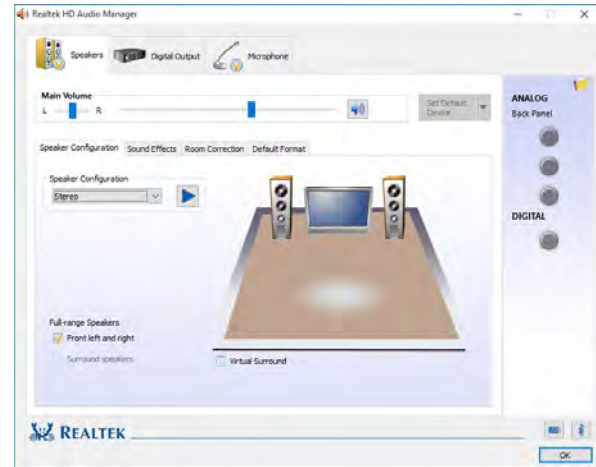 Realtek HD Audio Manager
Speakers
Digital Output
Microphone
Main Volume
L
R
Set Default
Device
ANALOG
Back Panel
Speaker Configuration
Sound Effects
Room Correction
Default Format
Speaker Configuration
Stereo
DIGITAL
Full-range Speakers
Front left and right
Surround speakers
Virtual Surround
REALTEK
OK